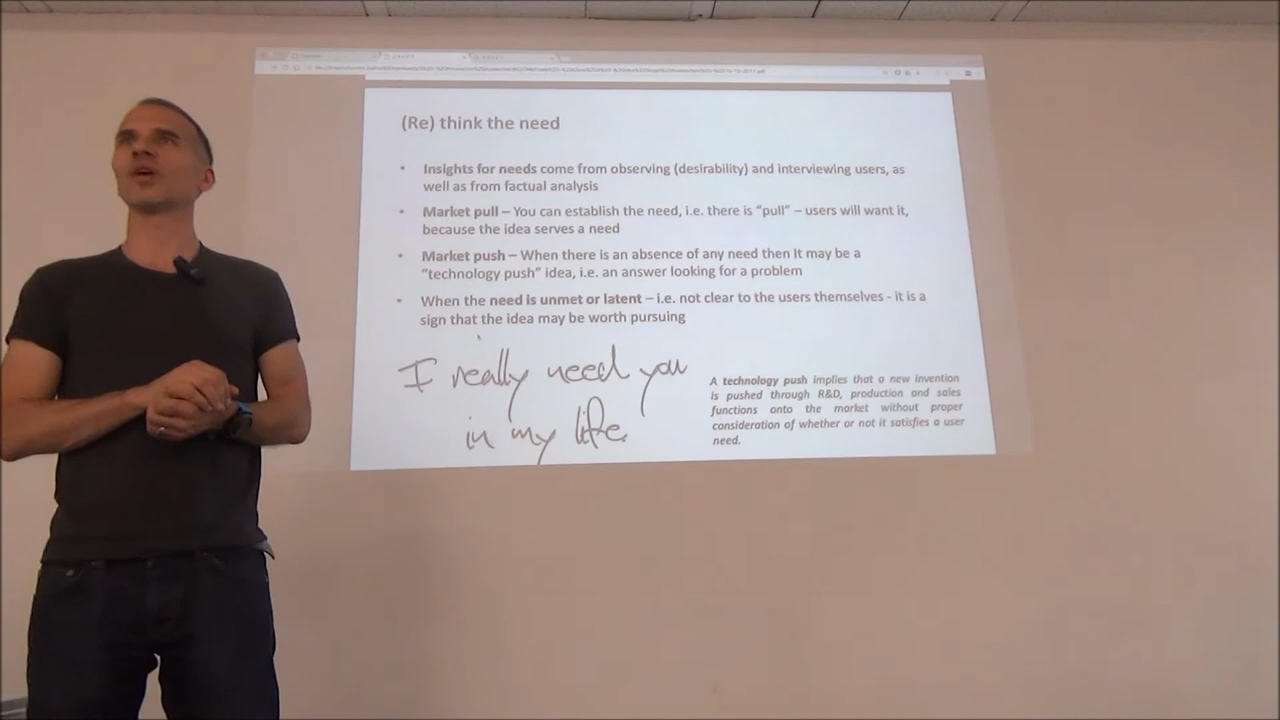 (Re) think the need
• Insights for needs come from observing (desirability) and interviewing users, as
well as from factual analysis
• Market pull – You can establish the need, i.e. there is “pull” – users will want it,
because the idea serves a need
• Market push – When there is an absence of any need then It may be a
“technology push” idea, i.e. an answer looking for a problem
• When the need is unmet or latent – i.e. not clear to the users themselves - it is a
sign that the idea may be worth pursuing
I really need you
in my life.
A technology push implies that a new invention
is pushed through R&D, production and sales
functions onto the market without proper
consideration of whether or not it satisfies a user
need.